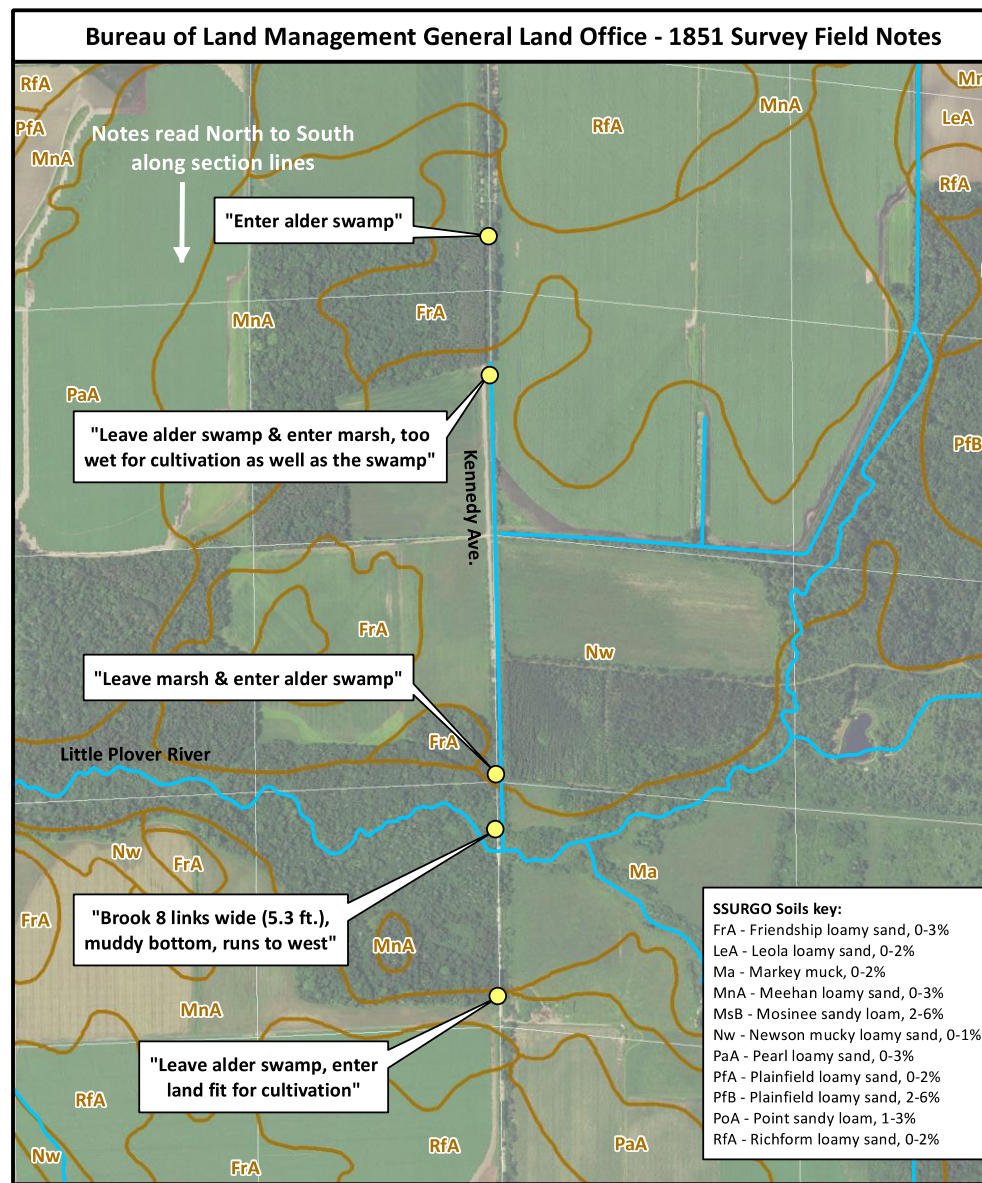 Bureau of Land Management General Land Office - 1851 Survey Field Notes
RfA
PfA
MnA
Notes read North to South
along section lines
RfA
MnA
LeA
RfA
"Enter alder swamp"
MnA
FrA
PaA
"Leave alder swamp & enter marsh, too
wet for cultivation as well as the swamp"
Kennedy Ave.
PfB
FrA
Nw
"Leave marsh & enter alder swamp"
FrA
Little Plover River
Nw
FrA
Ma
FrA
"Brook 8 links wide (5.3 ft.),
muddy bottom, runs to west"
MnA
MnA
"Leave alder swamp, enter
land fit for cultivation"
RfA
Nw
FrA
RfA
PaA
SSURGO Soils key:
FrA - Friendship loamy sand, 0-3%
LeA - Leola loamy sand, 0-2%
Ma - Markey muck, 0-2%
MnA - Meehan loamy sand, 0-3%
MsB - Mosinee sandy loam, 2-6%
Nw - Newson mucky loamy sand, 0-1%
PaA - Pearl loamy sand, 0-3%
PfA - Plainfield loamy sand, 0-2%
PfB - Plainfield loamy sand, 2-6%
PoA - Point sandy loam, 1-3%
RfA - Richform loamy sand, 0-2%